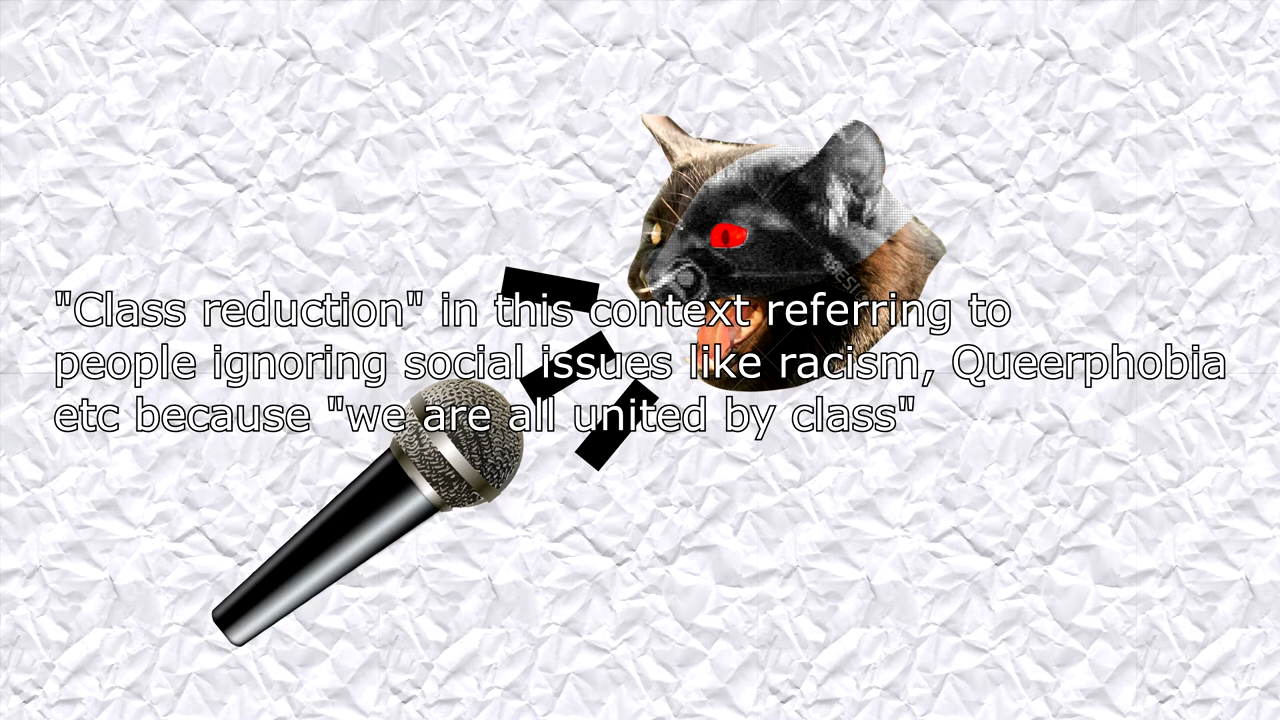 "Class reduction" in this context referring to
people ignoring social issues like racism, Queerphobia
etc because "we are all united by class"